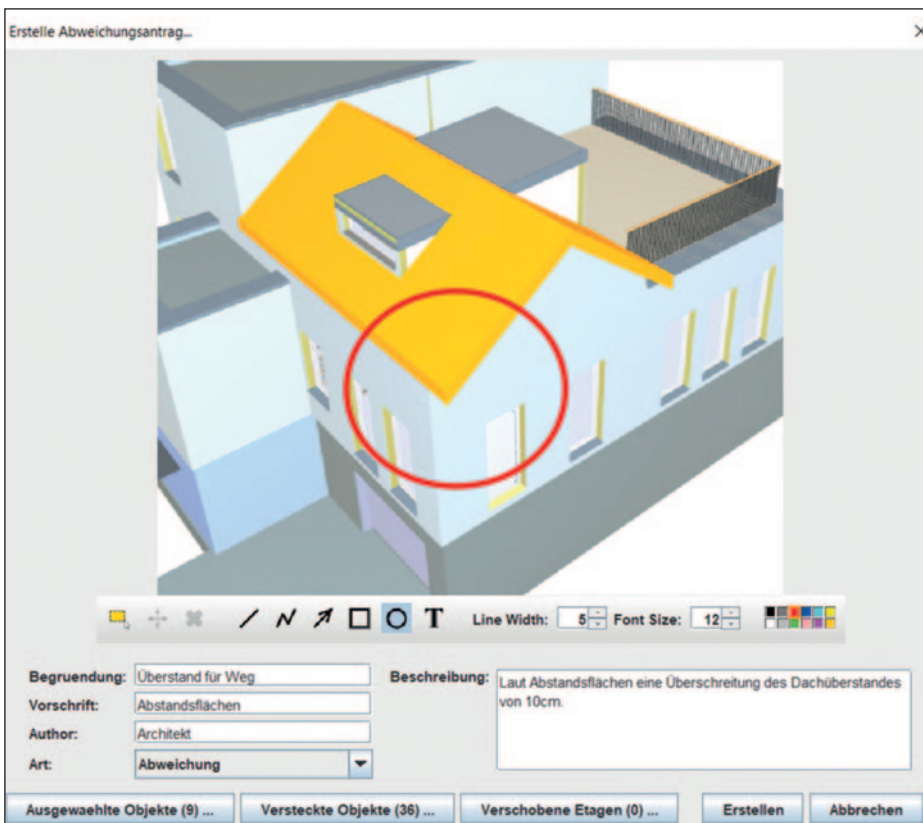 Erstelle Abweichungsantrag...
T Line Width: 5 Font Size: 12
Begruendung: Überstand für Weg
Vorschrift: Abstandsflächen
Author: Architekt
Art: Abweichung
Beschreibung: Laut Abstandsflächen eine Überschreitung des Dachüberstandes
von 10cm.
Ausgewaehlte Objekte (9) ... Versteckte Objekte (36) ... Verschobene Etagen (0) ... Erstellen Abbrechen